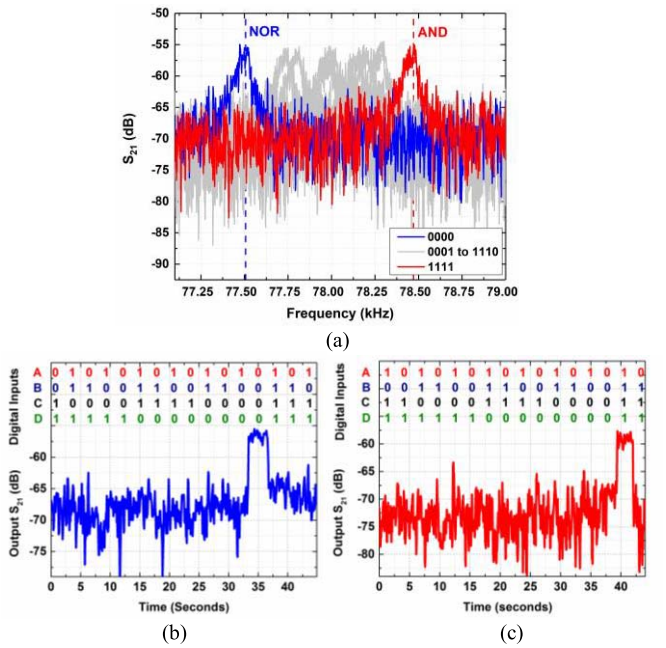 -50
-55
-60
-65
-70
-75
-80
-85
-90
S21 (dB)
NOR
AND
0000
0001 to 1110
1111
77.25 77.50 77.75 78.00 78.25 78.50 78.75 79.00
Frequency (kHz)
(a)
Digital Inputs
A 0 1 0 1 0 1 0 1 0 1 0 1 0 1 0 1
B 0 1 1 0 0 1 1 0 0 1 1 0 0 1 1 0
C 1 0 0 0 0 1 1 1 1 0 0 0 0 1 1 1
D 1 1 1 1 1 0 0 0 0 0 0 0 0 1 1 1
-60
-65
-70
-75
Output S21 (dB)
0 5 10 15 20 25 30 35 40
Time (Seconds)
(b)
Digital Inputs
A 1 0 1 0 1 0 1 0 1 0 1 0 1 0 1 0
B 0 0 1 1 0 0 1 1 0 0 1 1 0 0 1 1
C 1 1 0 0 0 0 1 1 1 1 0 0 0 0 1 1
D 1 1 1 1 1 1 0 0 0 0 0 0 0 0 1 1
-60
-65
-70
-75
-80
Output S21 (dB)
0 5 10 15 20 25 30 35 40
Time (seconds)
(c)